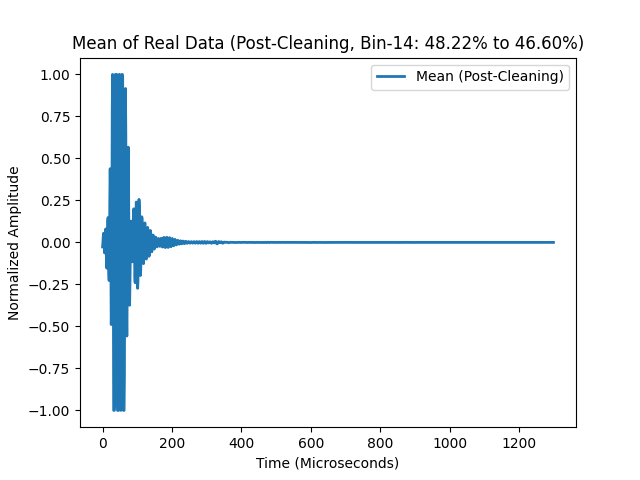 Mean of Real Data (Post-Cleaning, Bin-14: 48.22% to 46.60%)
Mean (Post-Cleaning)
Normalized Amplitude
1.00
0.75
0.50
0.25
0.00
−0.25
−0.50
−0.75
−1.00
0 200 400 600 800 1000 1200
Time (Microseconds)